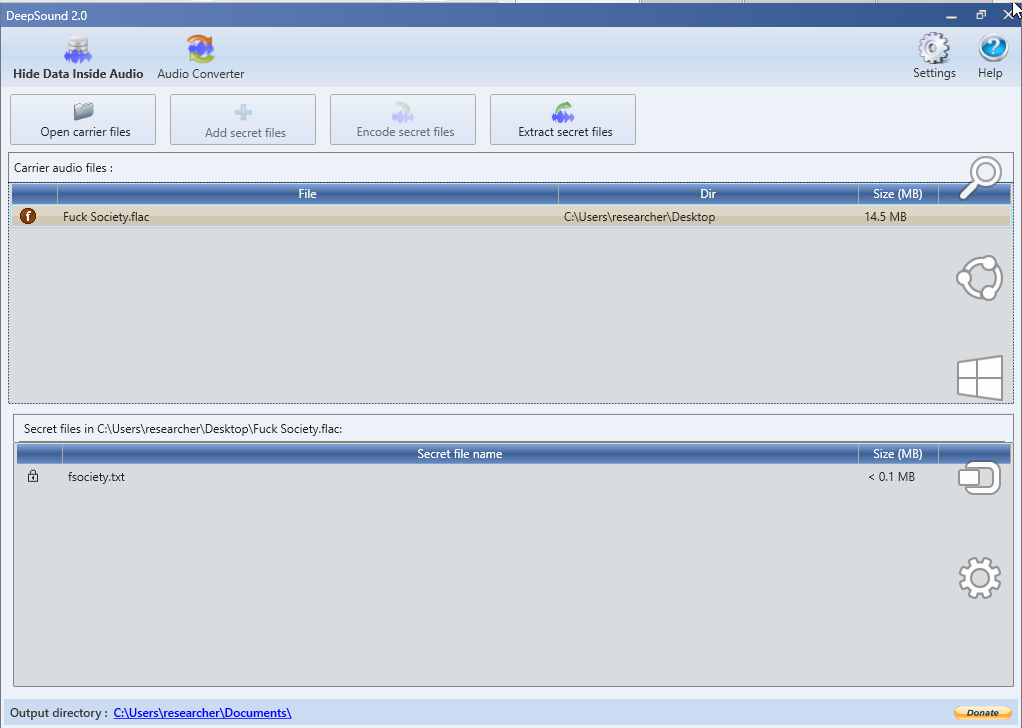 DeepSound 2.0
Hide Data Inside Audio Audio Converter Settings Help
Open carrier files Add secret files Encode secret files Extract secret files
Carrier audio files :
File Dir Size (MB)
f Fuck Society.flac C:\Users\researcher\Desktop 14.5 MB
Secret files in C:\Users\researcher\Desktop\Fuck Society.flac:
Secret file name Size (MB)
fsociety.txt < 0.1 MB
Output directory : C:\Users\researcher\Documents\ Donate